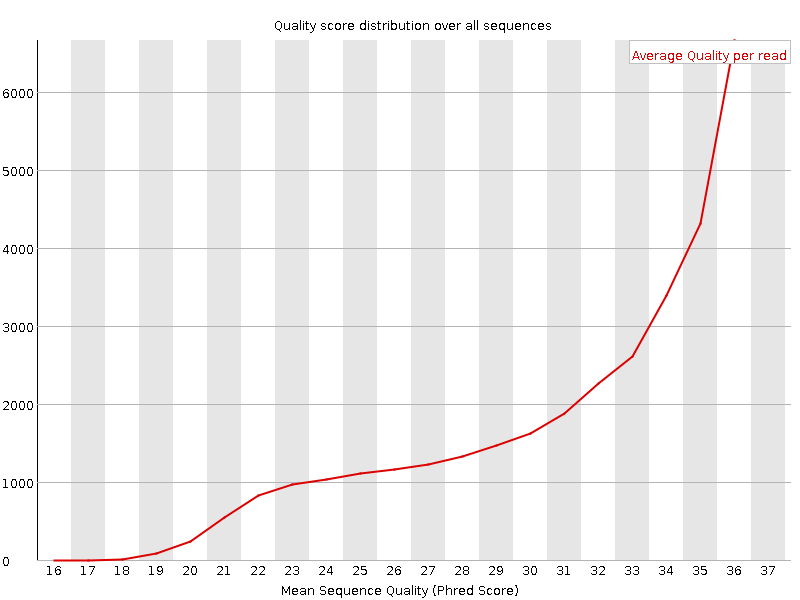 Quality score distribution over all sequences
Average Quality per read
6000
5000
4000
3000
2000
1000
0
16 17 18 19 20 21 22 23 24 25 26 27 28 29 30 31 32 33 34 35 36 37
Mean Sequence Quality (Phred Score)